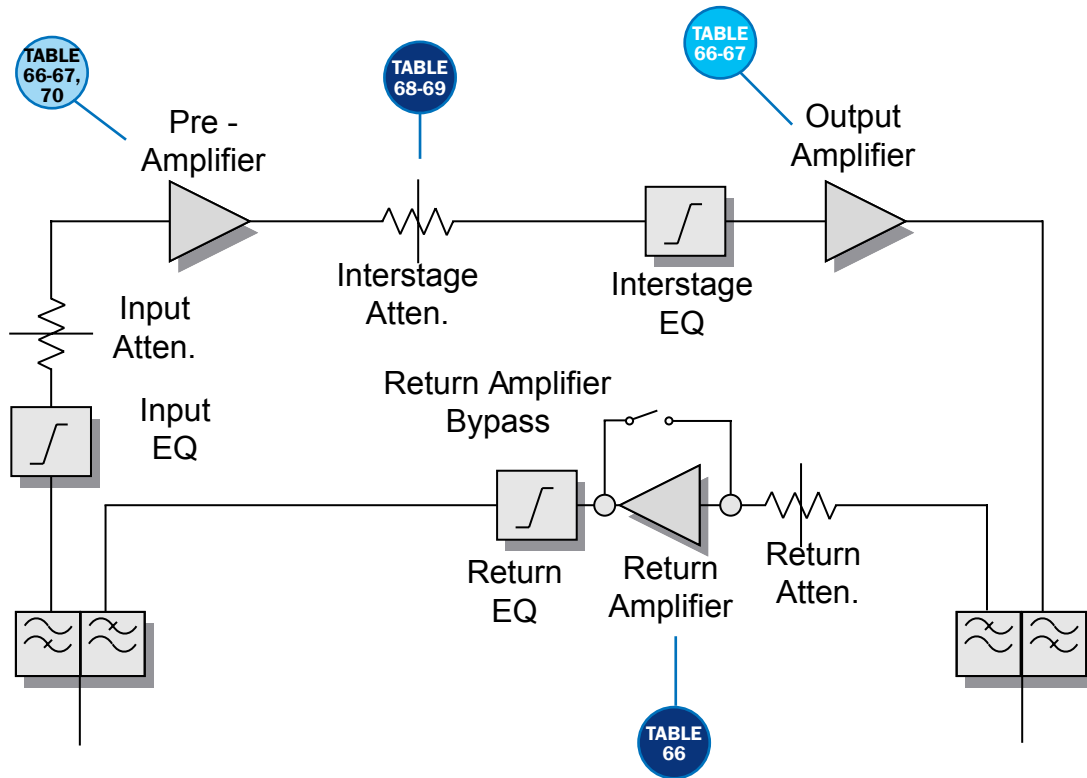 TABLE
66-67,
70
TABLE
68-69
TABLE
66-67
Pre -
Amplifier
Output
Amplifier
Interstage
Atten.
Interstage
EQ
Input
Atten.
Input
EQ
Return Amplifier
Bypass
Return
EQ
Return
Amplifier
Return
Atten.
TABLE
66